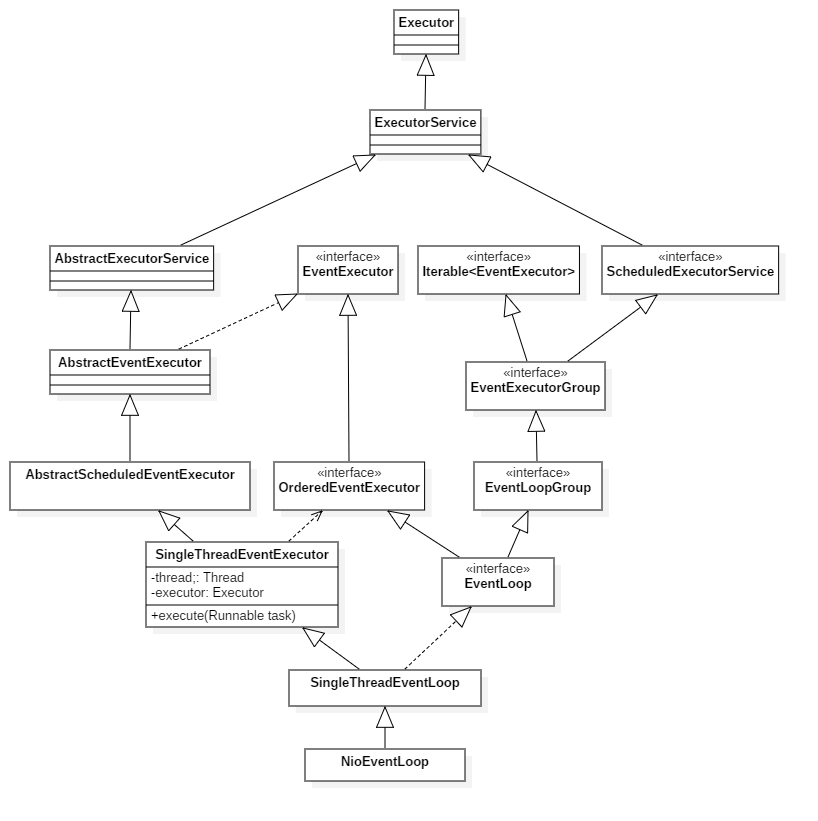 Executor
ExecutorService
AbstractExecutorService
«interface»
EventExecutor
«interface»
Iterable<EventExecutor>
«interface»
ScheduledExecutorService
AbstractEventExecutor
«interface»
EventExecutorGroup
AbstractScheduledEventExecutor
«interface»
OrderedEventExecutor
«interface»
EventLoopGroup
SingleThreadEventExecutor
-thread;: Thread
-executor: Executor
+execute(Runnable task)
«interface»
EventLoop
SingleThreadEventLoop
NioEventLoop